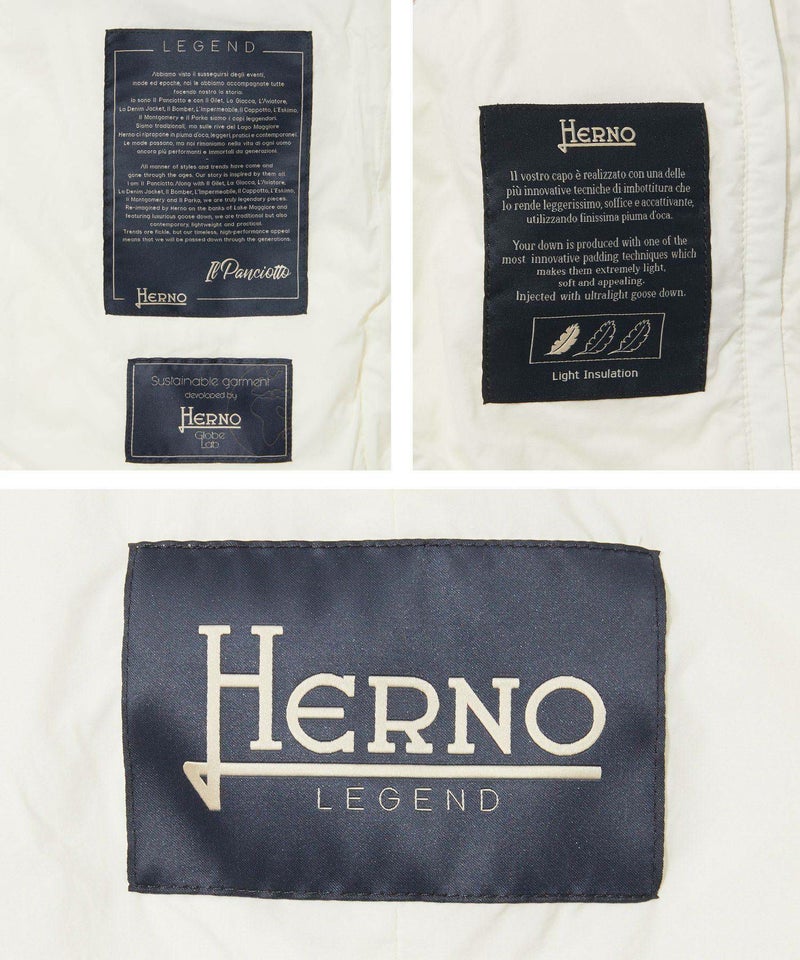 LEGEND
Abbiamo visto il susseguirsi degli eventi,
mode ed epoche, noi le abbiamo accompagnate tutte
facendo nostra la storia.
Io sono Il Panciotto e con Il Gilet, La Giacca, L'Aviatore,
La Denim Jacket, Il Bomber, L'Impermeabile, Il Cappotto, L'Eskimo,
Il Montgomery e Il Parka siamo i capi leggendari.
Siamo tradizionali, ma sulle rive del Lago Maggiore
Herno ci ripropone in piuma d'oca, leggeri, pratici e contemporanei.
Le mode passano, ma noi rimaniamo nella vita di ogni uomo
ancora più performanti e immortali da generazioni.
-
All manner of styles and trends have come and
gone through the ages. Our story is inspired by them all.
I am Il Panciotto. Along with Il Gilet, La Giacca, L'Aviatore,
La Denim Jacket, Il Bomber, L'Impermeabile, Il Cappotto, L'Eskimo,
Il Montgomery and Il Parka, we are truly legendary pieces.
Re-imagined by Herno on the banks of Lake Maggiore and
featuring luxurious goose down, we are traditional but also
contemporary, lightweight and practical.
Trends are fickle, but our timeless, high-performance appeal
means that we will be passed down through the generations.
Il Panciotto
HERNO
Sustainable garment
developed by
HERNO
Globe
Lab
HERNO
Il vostro capo è realizzato con una delle
più innovative tecniche di imbottitura che
lo rende leggerissimo, soffice e accattivante,
utilizzando finissima piuma d'oca.
Your down is produced with one of the
most innovative padding techniques which
makes them extremely light,
soft and appealing.
Injected with ultralight goose down.
Light Insulation
HERNO
LEGEND